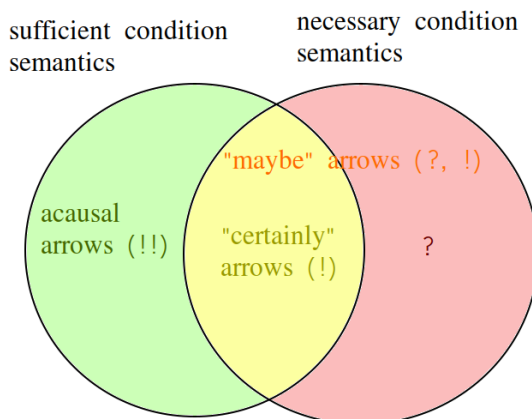 sufficient condition
semantics
necessary condition
semantics
"maybe" arrows (?, !)
acausal
arrows (!!)
"certainly"
arrows (!)
?